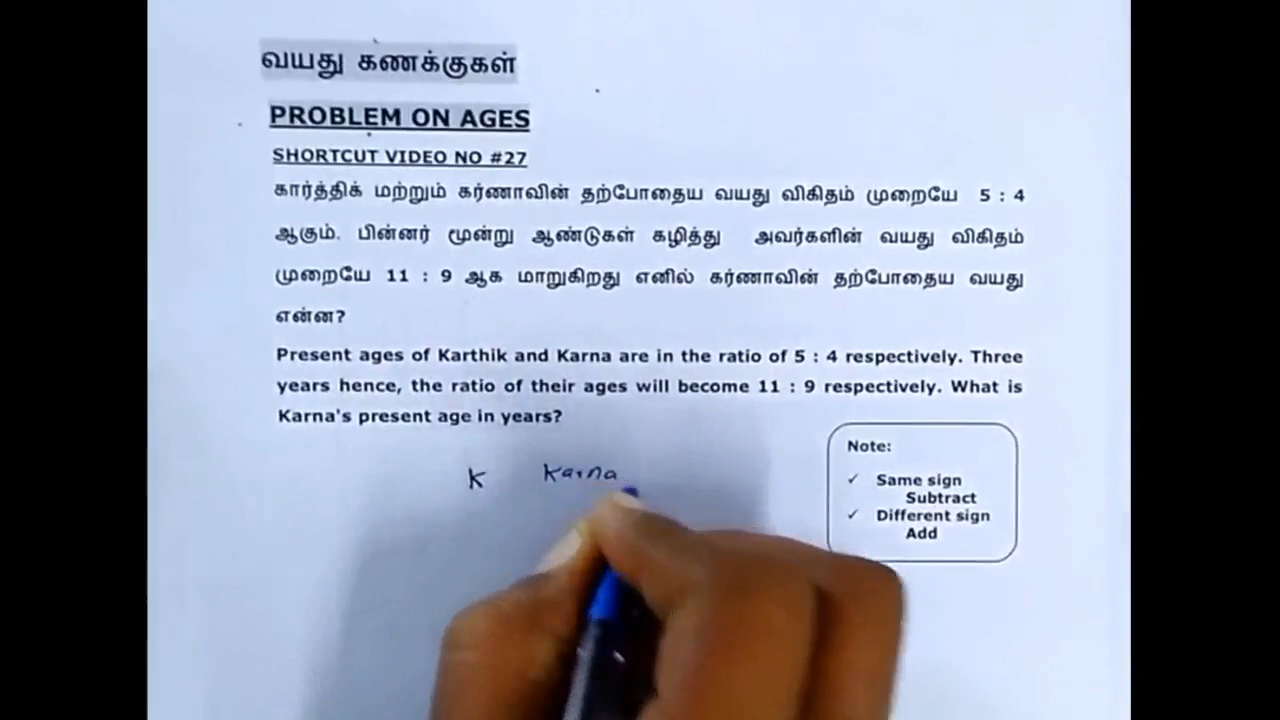 வயது கணக்குகள்
PROBLEM ON AGES
SHORTCUT VIDEO NO #27
கார்த்திக் மற்றும் கர்ணாவின் தற்போதைய வயது விகிதம் முறையே 5 : 4
ஆகும். பின்னர் மூன்று ஆண்டுகள் கழித்து அவர்களின் வயது விகிதம்
முறையே 11 : 9 ஆக மாறுகிறது எனில் கர்ணாவின் தற்போதைய வயது
என்ன?
Present ages of Karthik and Karna are in the ratio of 5 : 4 respectively. Three
years hence, the ratio of their ages will become 11 : 9 respectively. What is
Karna's present age in years?
K Karna
Note:
✓ Same sign
Subtract
✓ Different sign
Add